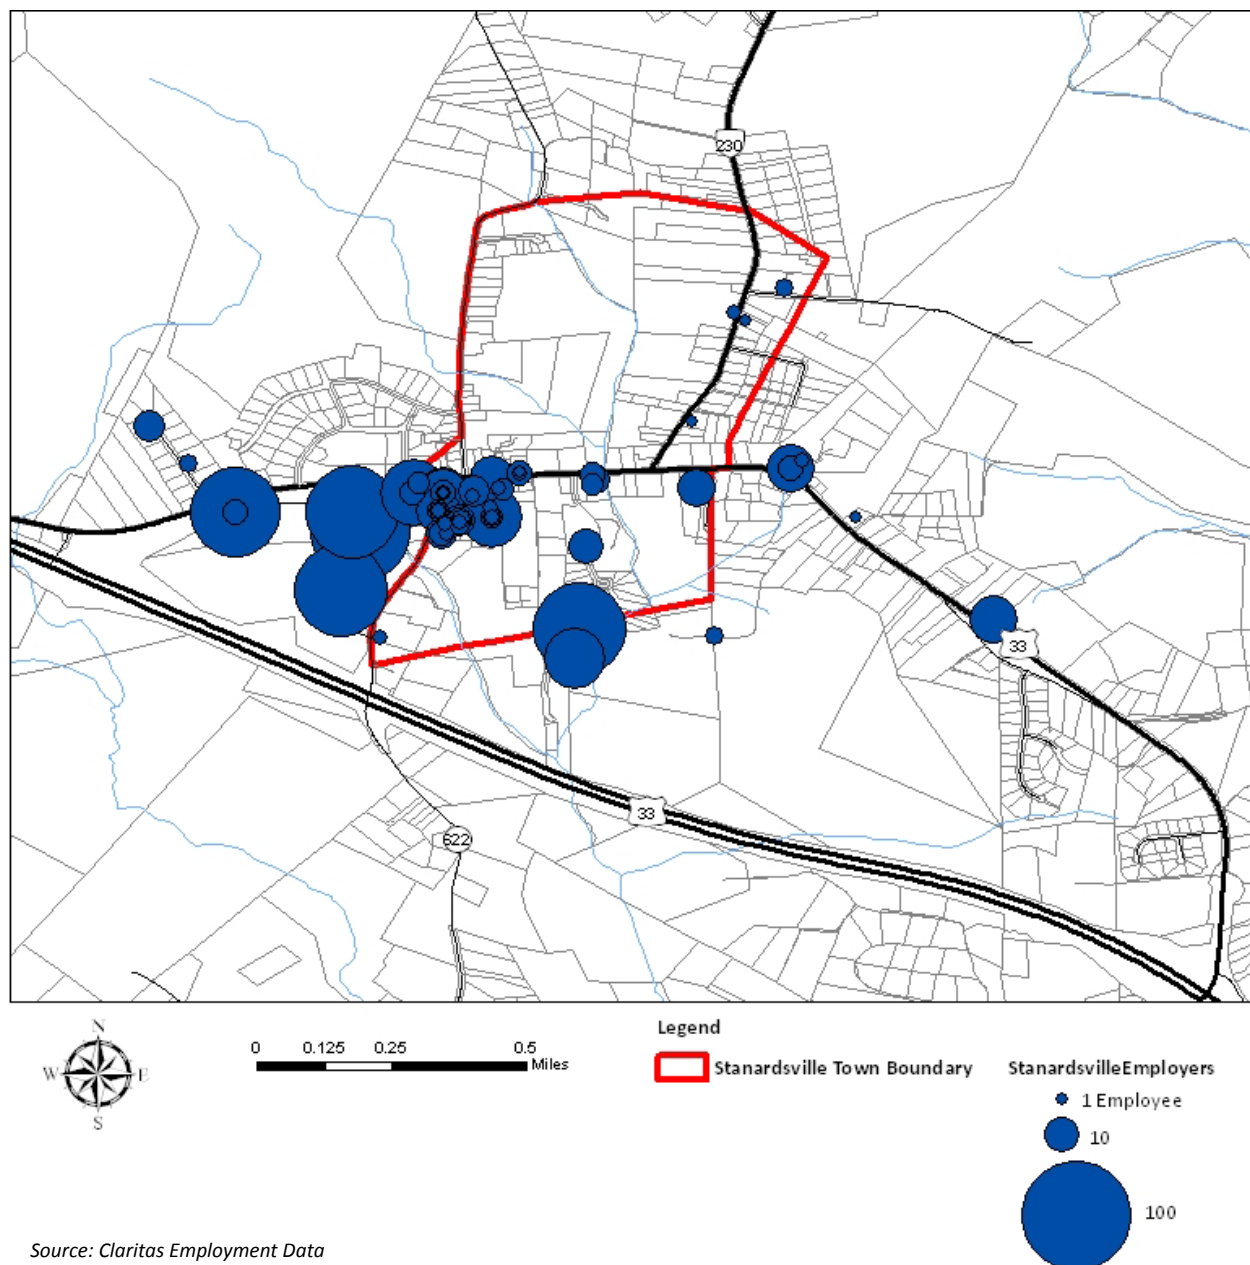 230
33
33
622
N
W E
S
0 0.125 0.25 0.5
Miles
Legend
Stanardsville Town Boundary
StanardsvilleEmployers
1 Employee
10
100
Source: Claritas Employment Data